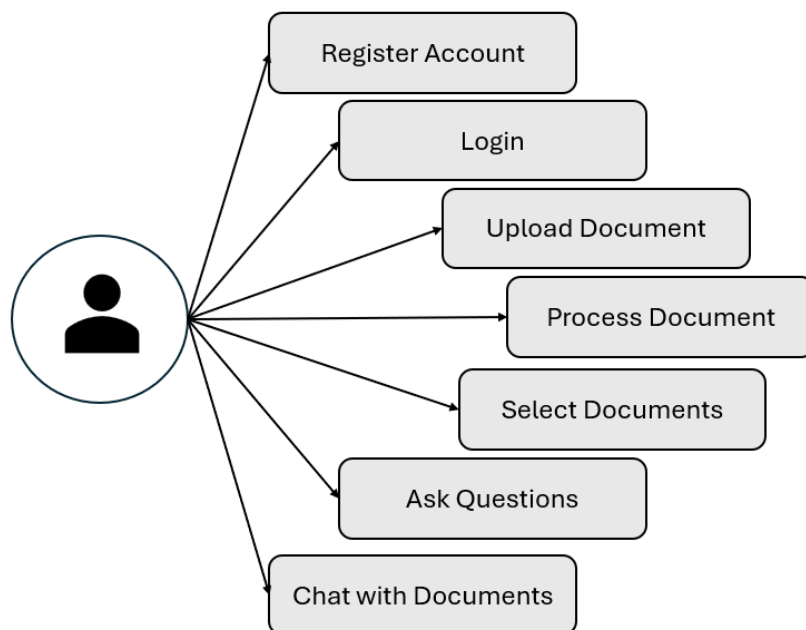 Register Account
Login
Upload Document
Process Document
Select Documents
Ask Questions
Chat with Documents